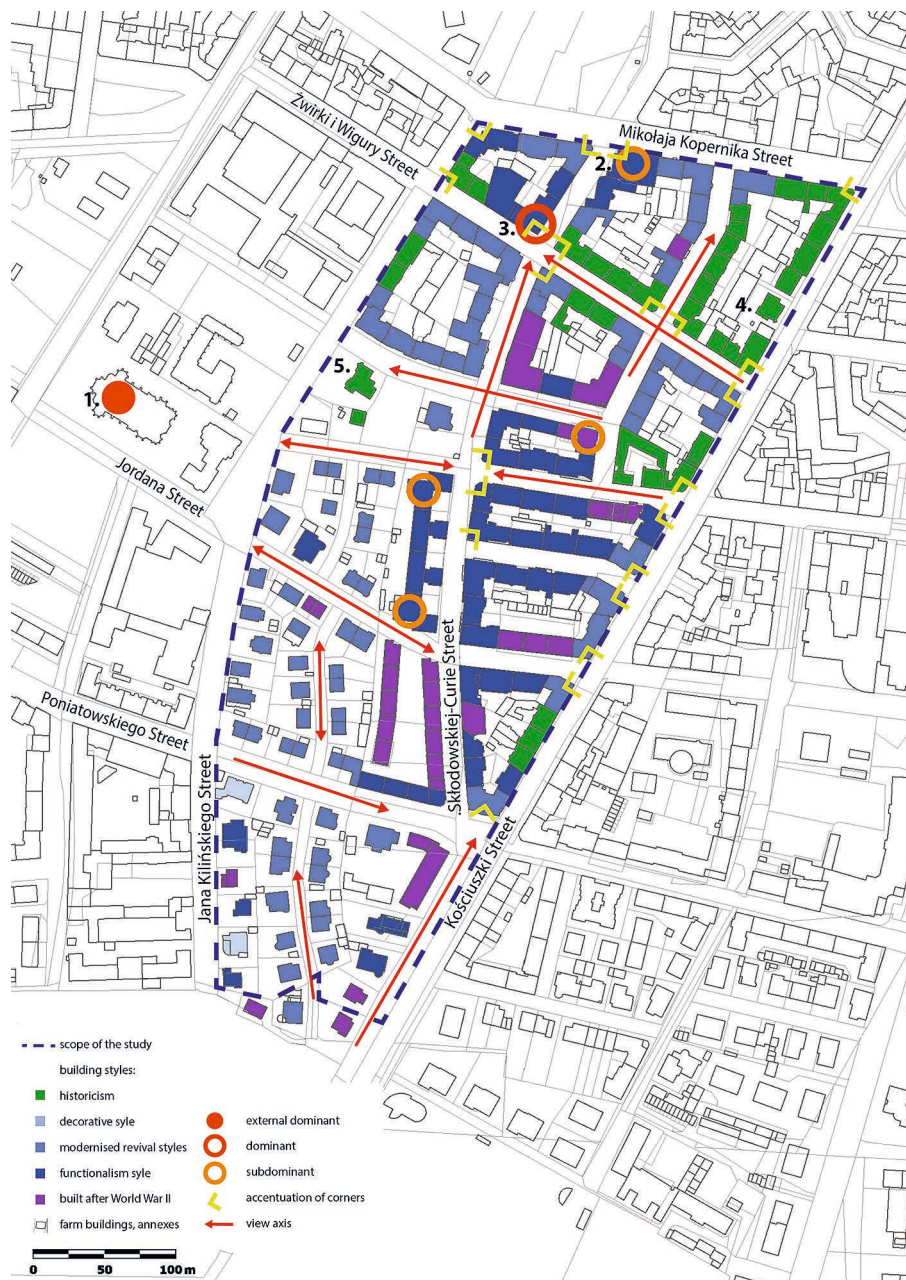 Żwirki i Wigury Street
Mikołaja Kopernika Street
2.
3.
4.
5.
1.
Jordana Street
Poniatowskiego Street
Jana Kilińskiego Street
Skłodowskiej-Curie Street
Kościuszki Street
scope of the study
building styles:
historicism
decorative syle
modernised revival styles
functionalism syle
built after World War II
farm buildings, annexes
external dominant
dominant
subdominant
accentuation of corners
view axis
0 50 100 m